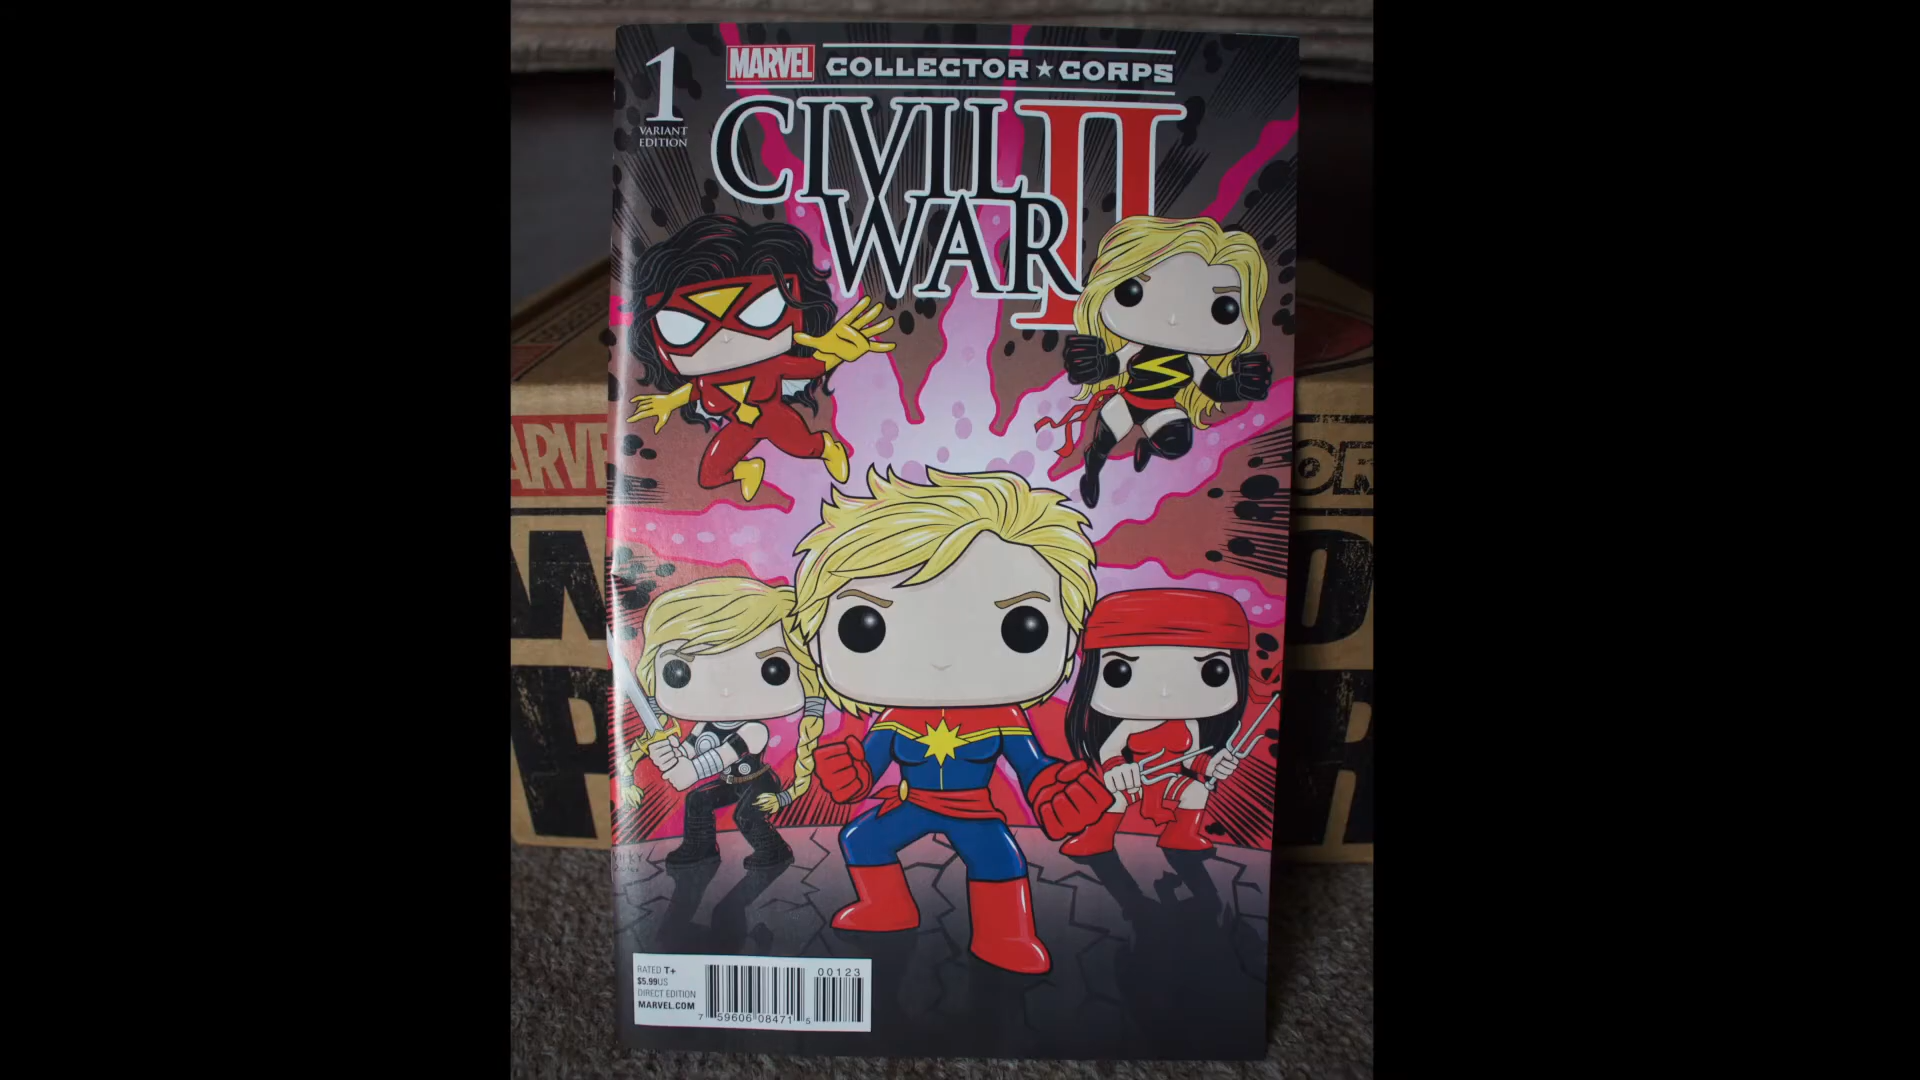 1
VARIANT
EDITION
MARVEL COLLECTOR★CORPS
CIVIL
WAR
II
RATED T+
$5.99US
DIRECT EDITION
MARVEL.COM
00123
7 59606 08471 5